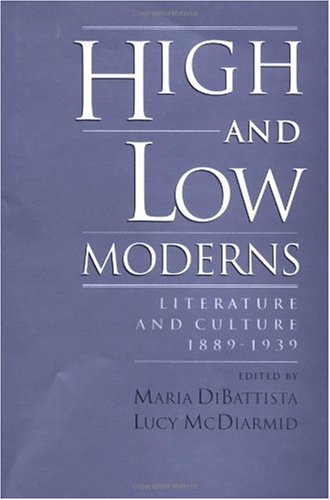 HIGH
AND
LOW
MODERNS
LITERATURE
AND CULTURE
1889-1939
EDITED BY
MARIA DIBATTISTA
LUCY MCDIARMID